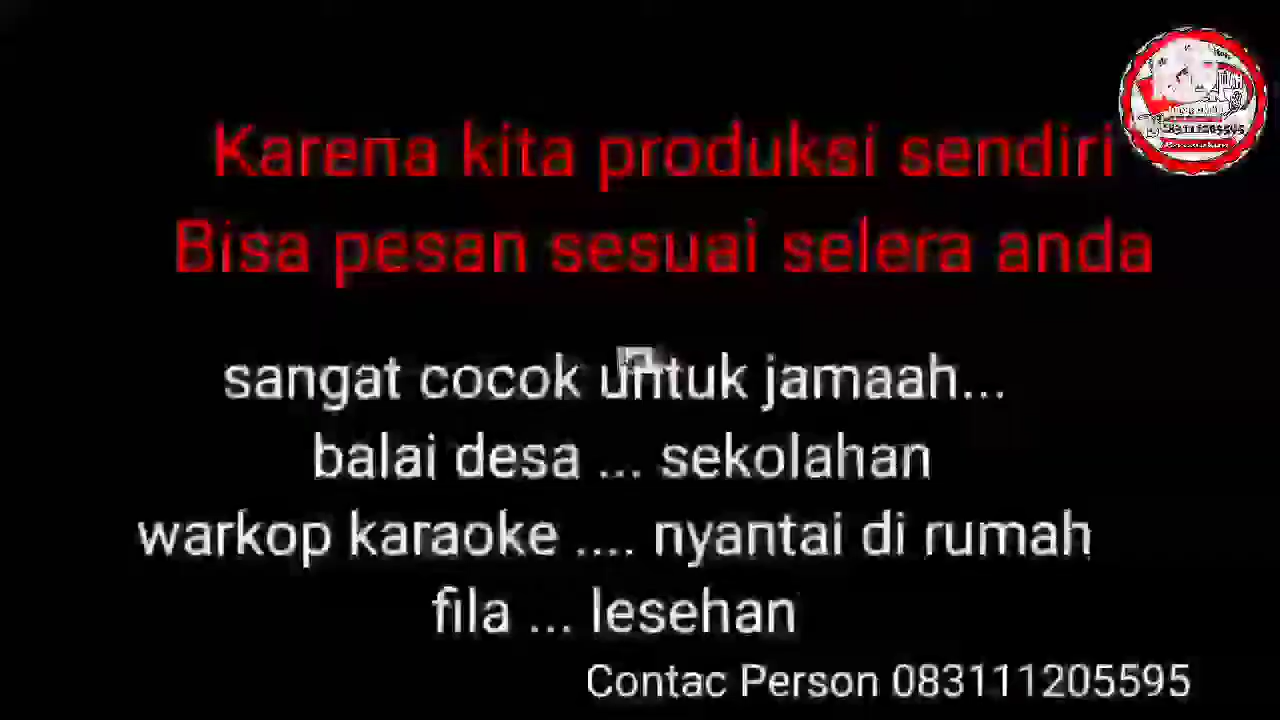 Karena kita produksi sendiri
Bisa pesan sesuai selera anda
sangat cocok untuk jamaah...
balai desa ... sekolahan
warkop karaoke .... nyantai di rumah
fila ... lesehan
Contac Person 083111205595